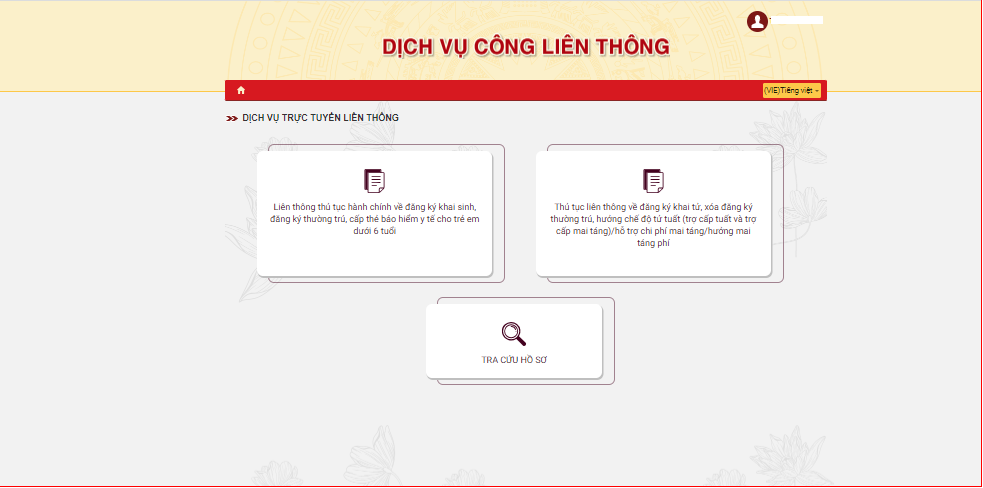 DỊCH VỤ CÔNG LIÊN THÔNG
(VIE)Tiếng việt
DỊCH VỤ TRỰC TUYẾN LIÊN THÔNG
Liên thông thủ tục hành chính về đăng ký khai sinh,
đăng ký thường trú, cấp thẻ bảo hiểm y tế cho trẻ em
dưới 6 tuổi
Thủ tục liên thông về đăng ký khai tử, xóa đăng ký
thường trú, hưởng chế độ tử tuất (trợ cấp tuất và trợ
cấp mai táng)/hỗ trợ chi phí mai táng/hưởng mai
táng phí
TRA CỨU HỒ SƠ